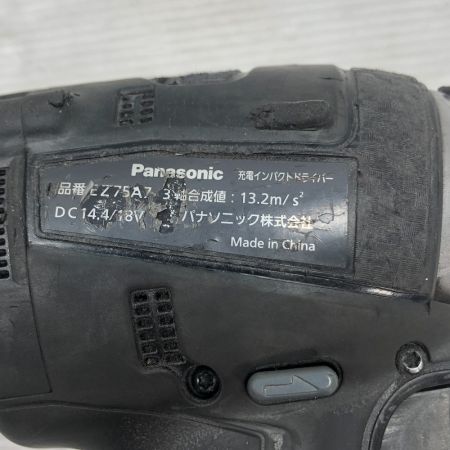 Panasonic 充電インパクトドライバー
品番 EZ75A7 3軸合成値：13.2m/s²
DC14.4/18V パナソニック株式会社
Made in China